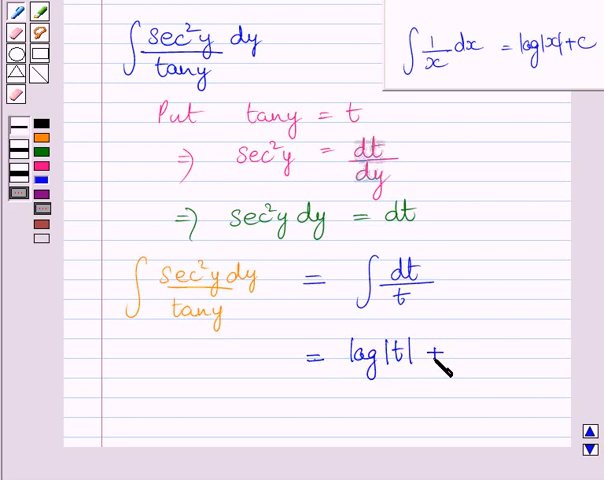 ∫ sec²y dy / tany
∫ 1/x dx = log|x| + c
Put tany = t
⇒ sec²y = dt/dy
⇒ sec²y dy = dt
∫ sec²y dy / tany = ∫ dt/t
= log|t| +